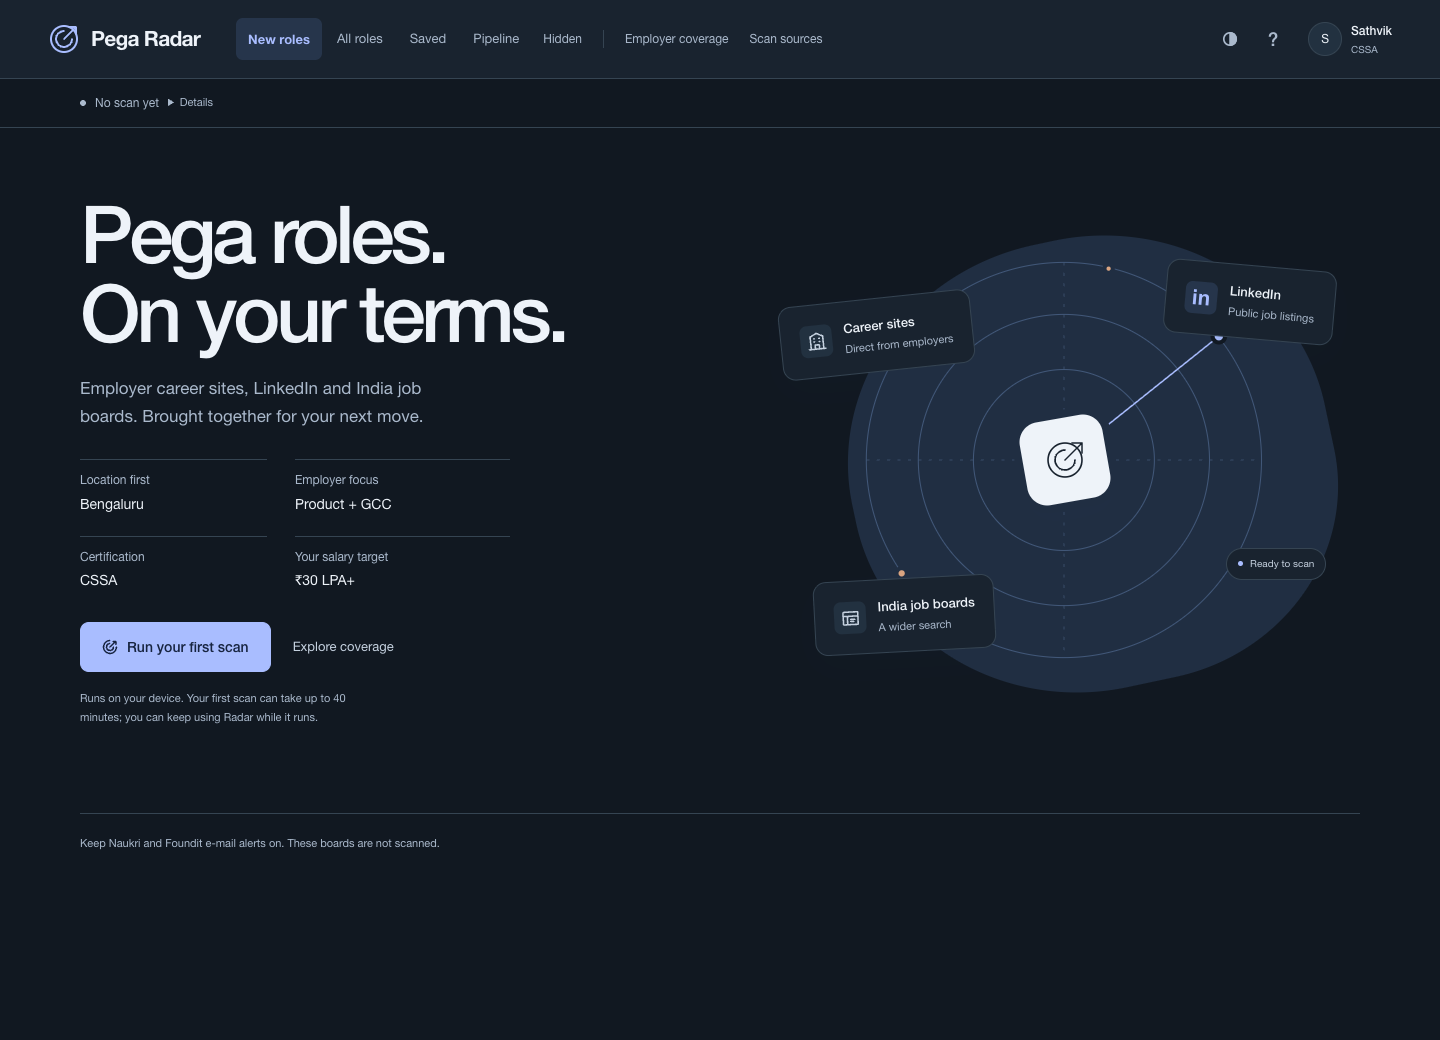 Pega Radar
New roles
All roles
Saved
Pipeline
Hidden
Employer coverage
Scan sources
?
S
Sathvik
CSSA
No scan yet
Details
Pega roles.
On your terms.
Employer career sites, LinkedIn and India job
boards. Brought together for your next move.
Location first
Bengaluru
Employer focus
Product + GCC
Certification
CSSA
Your salary target
₹30 LPA+
Run your first scan
Explore coverage
Runs on your device. Your first scan can take up to 40
minutes; you can keep using Radar while it runs.
Career sites
Direct from employers
in
LinkedIn
Public job listings
Ready to scan
India job boards
A wider search
Keep Naukri and Foundit e-mail alerts on. These boards are not scanned.